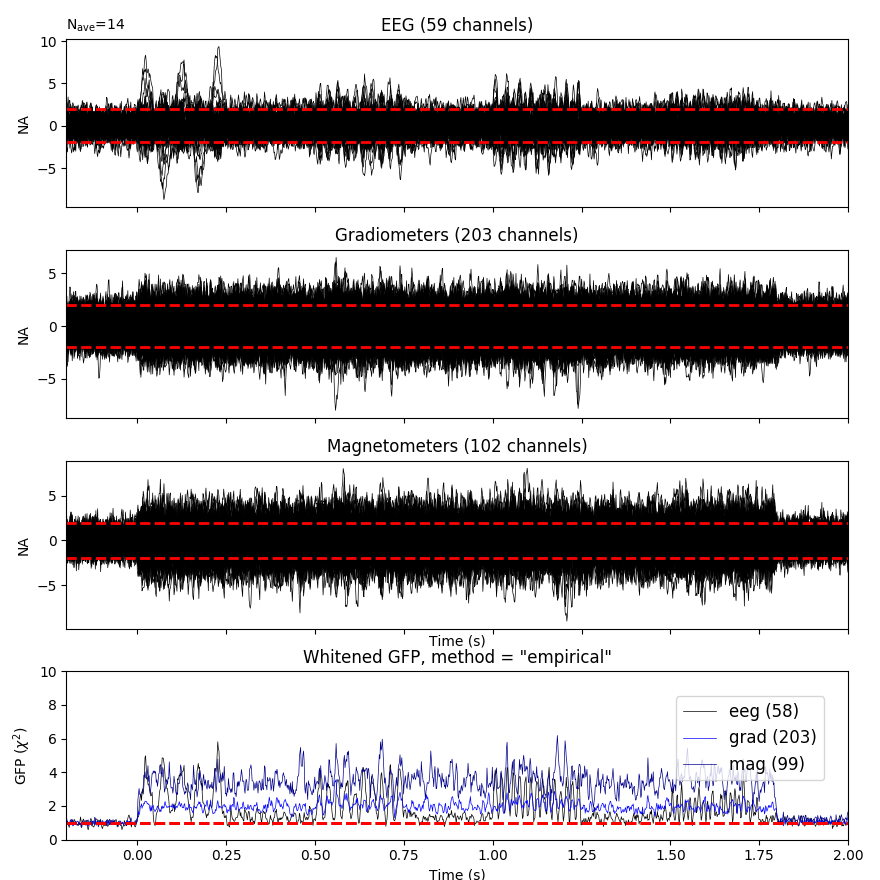 N_ave=14
EEG (59 channels)
10
5
0
−5
NA
Gradiometers (203 channels)
5
0
−5
NA
Magnetometers (102 channels)
5
0
−5
NA
Time (s)
Whitened GFP, method = "empirical"
10
8
6
4
2
0
GFP (χ²)
eeg (58)
grad (203)
mag (99)
0.00 0.25 0.50 0.75 1.00 1.25 1.50 1.75 2.00
Time (s)